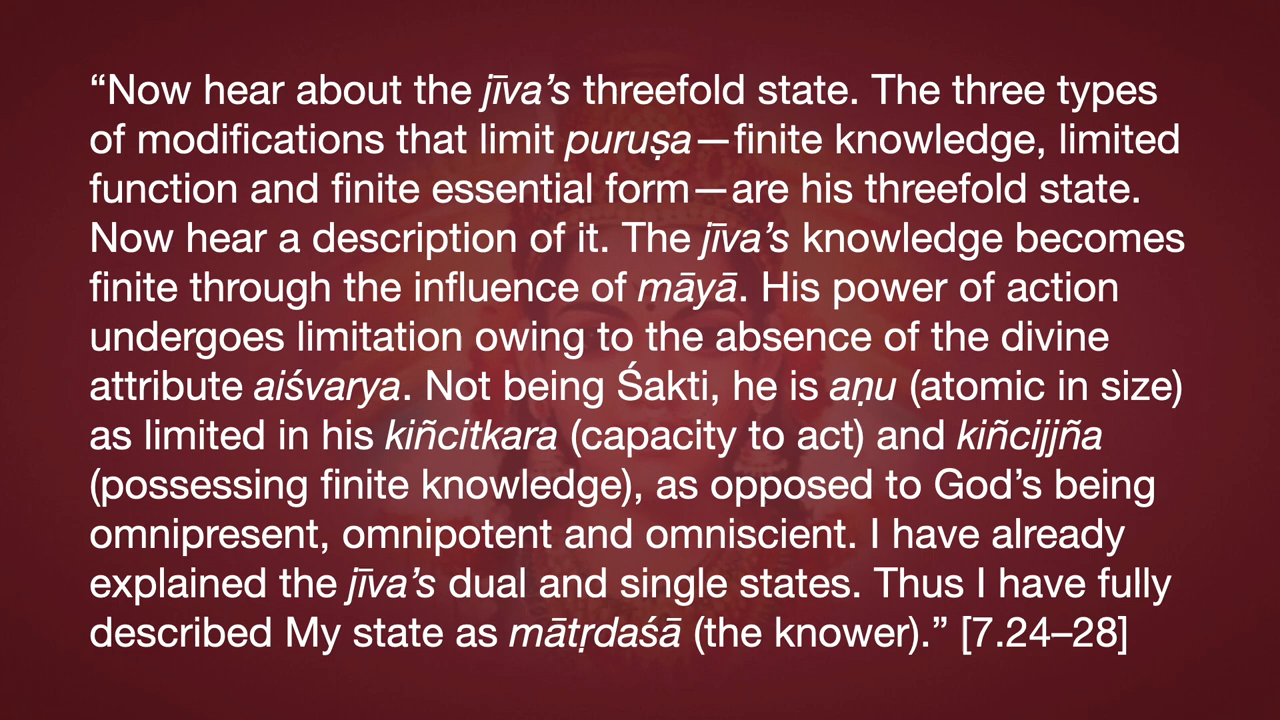 “Now hear about the jīva’s threefold state. The three types
of modifications that limit puruṣa—finite knowledge, limited
function and finite essential form—are his threefold state.
Now hear a description of it. The jīva’s knowledge becomes
finite through the influence of māyā. His power of action
undergoes limitation owing to the absence of the divine
attribute aiśvarya. Not being Śakti, he is aṇu (atomic in size)
as limited in his kiñcitkara (capacity to act) and kiñcijjña
(possessing finite knowledge), as opposed to God’s being
omnipresent, omnipotent and omniscient. I have already
explained the jīva’s dual and single states. Thus I have fully
described My state as mātṛdaśā (the knower).” [7.24–28]